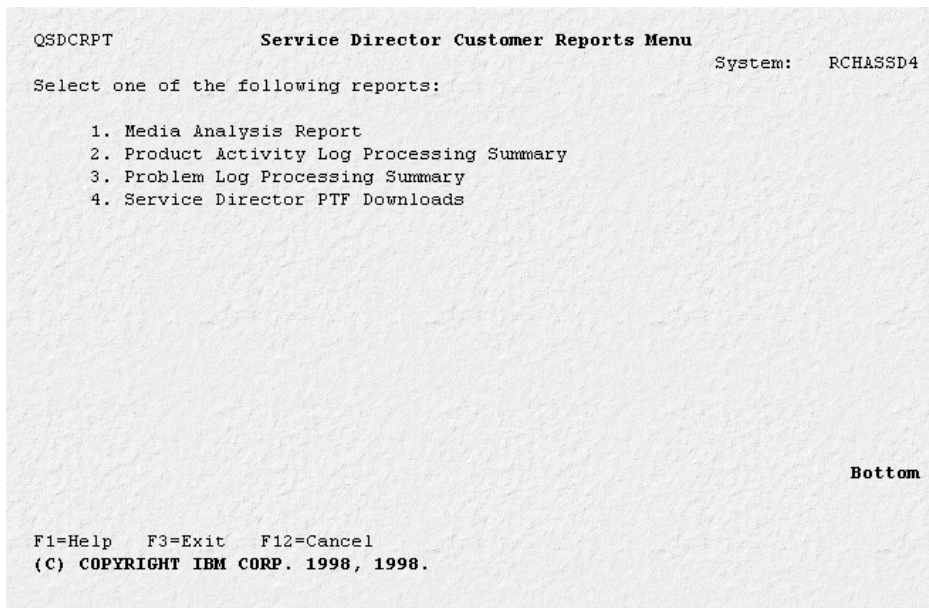 QSDCRPT Service Director Customer Reports Menu
System: RCHASSD4
Select one of the following reports:
1. Media Analysis Report
2. Product Activity Log Processing Summary
3. Problem Log Processing Summary
4. Service Director PTF Downloads
Bottom
F1=Help F3=Exit F12=Cancel
(C) COPYRIGHT IBM CORP. 1998, 1998.